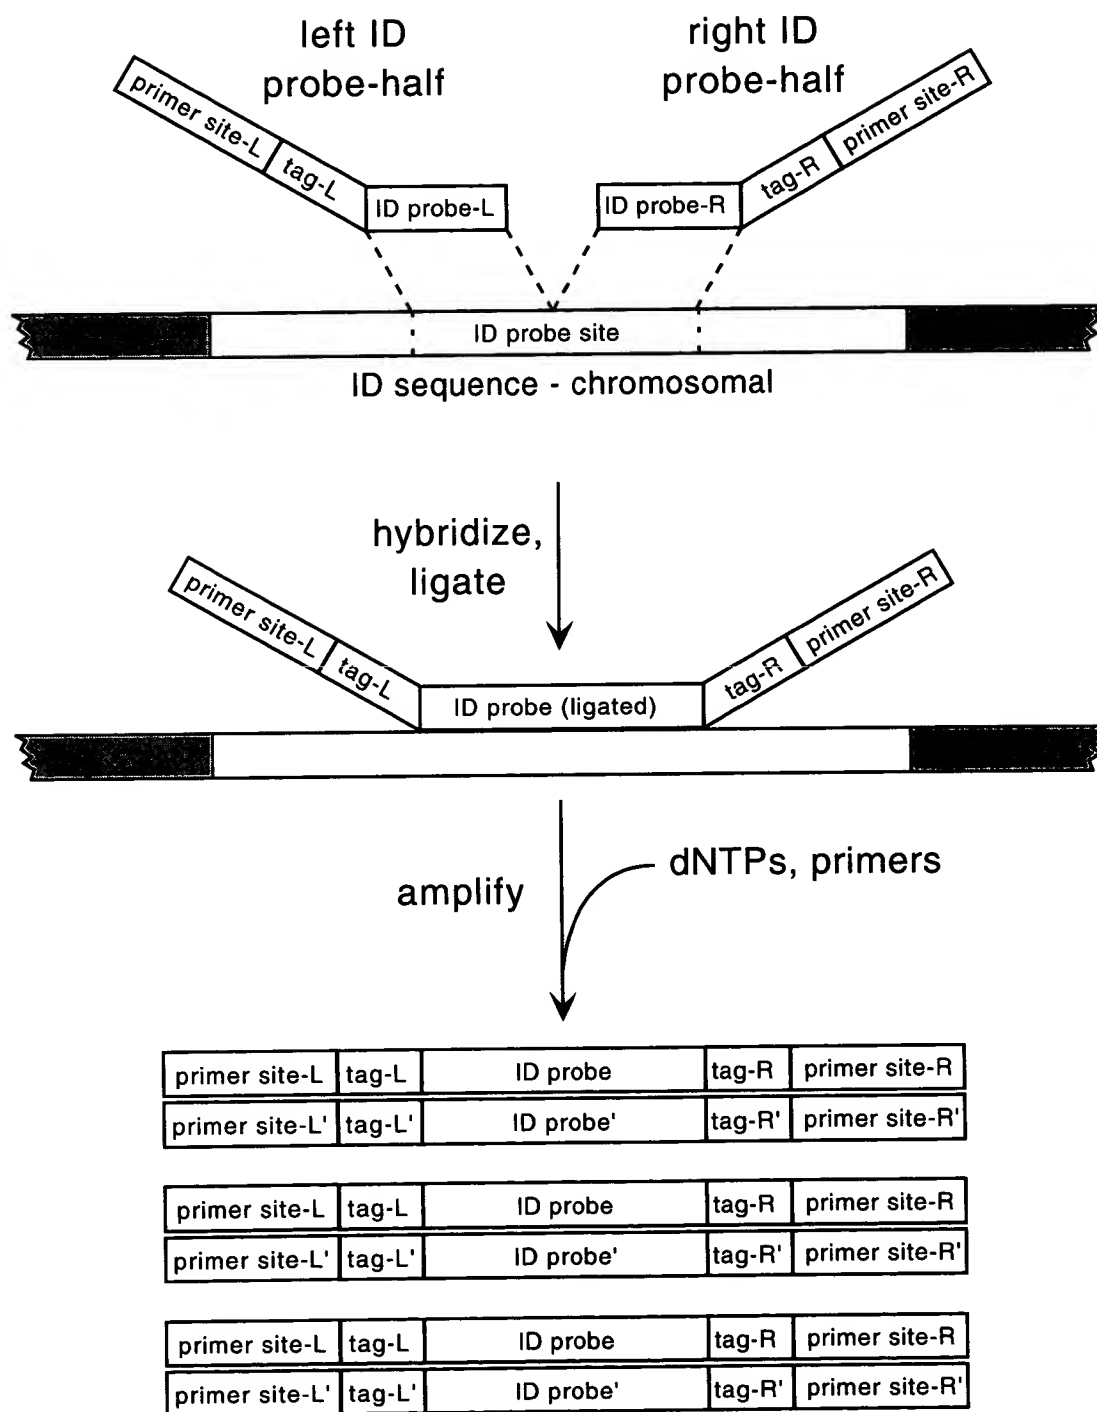 left ID
probe-half
right ID
probe-half
primer site-L
tag-L
ID probe-L
ID probe-R
tag-R
primer site-R
ID probe site
ID sequence - chromosomal
hybridize,
ligate
primer site-L
tag-L
ID probe (ligated)
tag-R
primer site-R
amplify
dNTPs, primers
primer site-L tag-L ID probe tag-R primer site-R
primer site-L' tag-L' ID probe' tag-R' primer site-R'
primer site-L tag-L ID probe tag-R primer site-R
primer site-L' tag-L' ID probe' tag-R' primer site-R'
primer site-L tag-L ID probe tag-R primer site-R
primer site-L' tag-L' ID probe' tag-R' primer site-R'